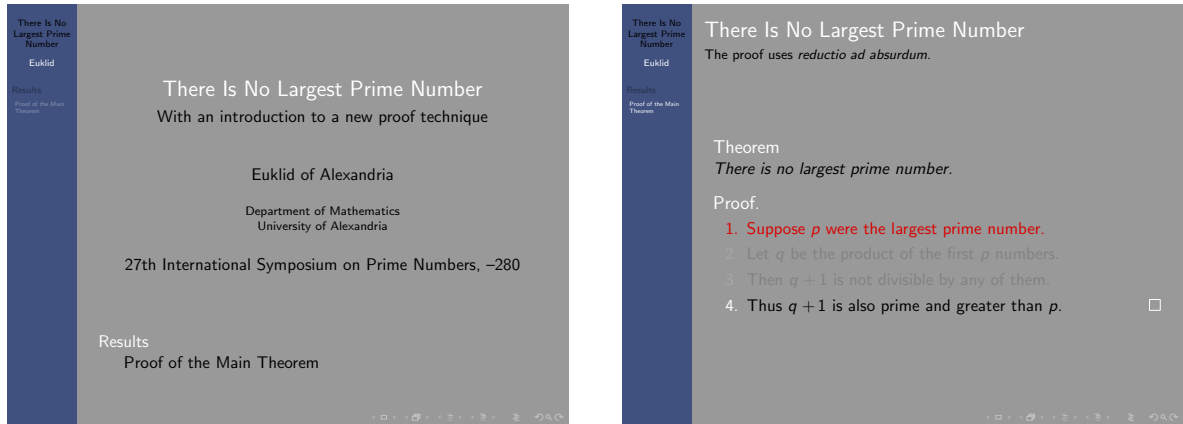 There Is No
Largest Prime
Number
Euklid
Results
Proof of the Main
Theorem
There Is No Largest Prime Number
With an introduction to a new proof technique
Euklid of Alexandria
Department of Mathematics
University of Alexandria
27th International Symposium on Prime Numbers, –280
Results
Proof of the Main Theorem
There Is No
Largest Prime
Number
Euklid
Results
Proof of the Main
Theorem
There Is No Largest Prime Number
The proof uses reductio ad absurdum.
Theorem
There is no largest prime number.
Proof.
1. Suppose p were the largest prime number.
2. Let q be the product of the first p numbers.
3. Then q + 1 is not divisible by any of them.
4. Thus q + 1 is also prime and greater than p.